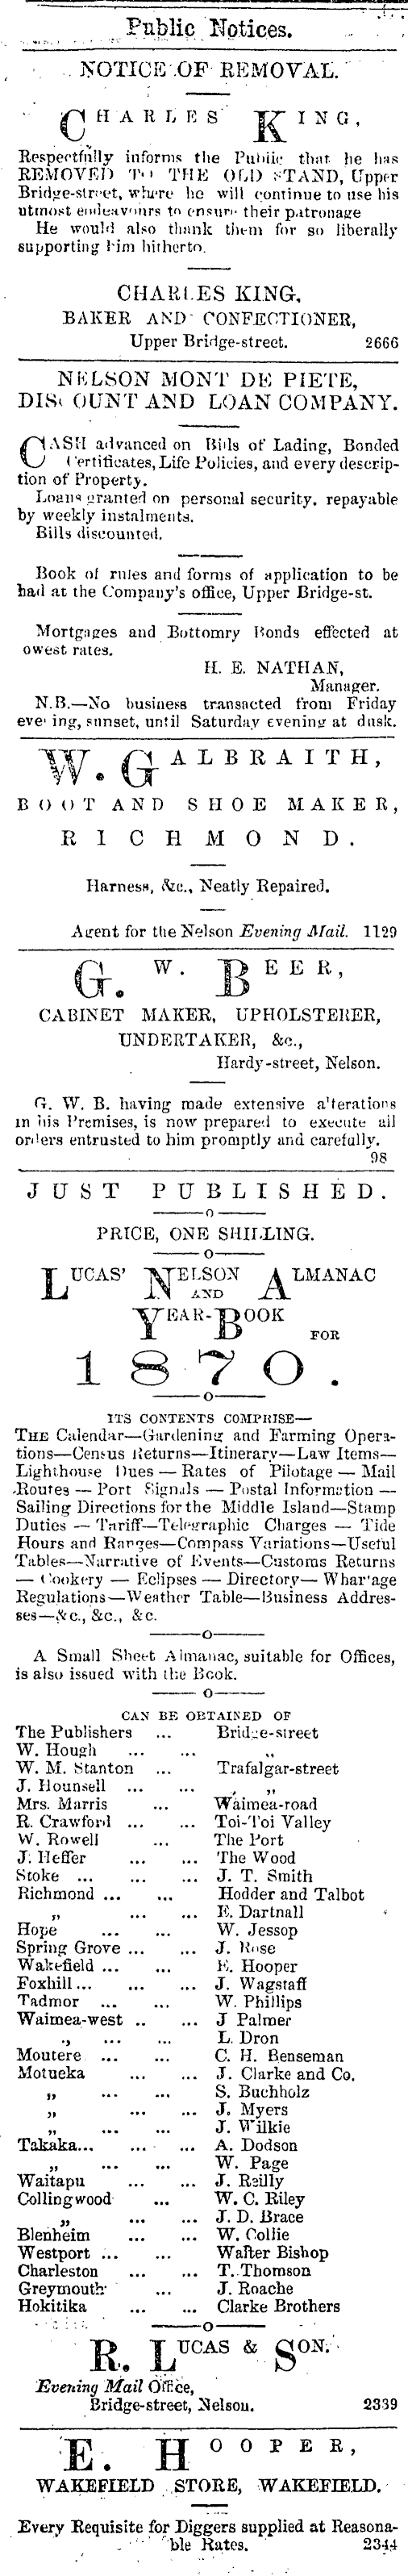 Public Notices.
NOTICE OF REMOVAL.
CHARLES KING,
Respectfully informs the Public that he has
REMOVED TO THE OLD STAND, Upper
Bridge-street, where he will continue to use his
utmost endeavours to ensure their patronage
He would also thank them for so liberally
supporting him hitherto.
CHARLES KING,
BAKER AND CONFECTIONER,
Upper Bridge-street. 2666
NELSON MONT DE PIETE,
DISCOUNT AND LOAN COMPANY.
CASH advanced on Bills of Lading, Bonded
Certificates, Life Policies, and every descrip-
tion of Property.
Loans granted on personal security, repayable
by weekly instalments.
Bills discounted.
Book of rules and forms of application to be
had at the Company's office, Upper Bridge-st.
Mortgages and Bottomry Bonds effected at
owest rates.
H. E. NATHAN,
Manager.
N.B.—No business transacted from Friday
eve ing, sunset, until Saturday evening at dusk.
W. GALBRAITH,
BOOT AND SHOE MAKER,
RICHMOND.
Harness, &c., Neatly Repaired.
Agent for the Nelson Evening Mail. 1129
G. W. BEER,
CABINET MAKER, UPHOLSTERER,
UNDERTAKER, &c.,
Hardy-street, Nelson.
G. W. B. having made extensive alterations
in his Premises, is now prepared to execute all
orders entrusted to him promptly and carefully.
98
JUST PUBLISHED.
PRICE, ONE SHILLING.
LUCAS' NELSON ALMANAC
AND
YEAR-BOOK
FOR
1870.
ITS CONTENTS COMPRISE—
THE Calendar—Gardening and Farming Opera-
tions—Census Returns—Itinerary—Law Items—
Lighthouse Dues — Rates of Pilotage — Mail
Routes — Port Signals — Postal Information —
Sailing Directions for the Middle Island—Stamp
Duties — Tariff—Telegraphic Charges — Tide
Hours and Ranges—Compass Variations—Useful
Tables—Narrative of Events—Customs Returns
— Cookery — Eclipses — Directory— Wharfage
Regulations—Weather Table—Business Addres-
ses—&c., &c., &c.
A Small Sheet Almanac, suitable for Offices,
is also issued with the Book.
CAN BE OBTAINED OF
The Publishers ... Bridge-street
W. Hough ... ... „
W. M. Stanton ... Trafalgar-street
J. Hounsell ... ... „
Mrs. Marris ... Waimea-road
R. Crawford ... ... Toi-Toi Valley
W. Rowell ... The Port
J. Heffer ... ... The Wood
Stoke ... ... ... J. T. Smith
Richmond ... ... Hodder and Talbot
„ ... ... E. Dartnall
Hope ... ... W. Jessop
Spring Grove ... ... J. Rose
Wakefield ... ... E. Hooper
Foxhill ... ... ... J. Wagstaff
Tadmor ... ... W. Phillips
Waimea-west .. ... J Palmer
„ ... ... L. Dron
Moutere ... ... C. H. Benseman
Motueka ... ... J. Clarke and Co.
„ ... ... S. Buchholz
„ ... ... J. Myers
„ ... ... J. Wilkie
Takaka... ... ... A. Dodson
„ ... ... W. Page
Waitapu ... ... J. Reilly
Collingwood ... W. C. Riley
„ ... ... J. D. Brace
Blenheim ... ... W. Collie
Westport ... ... Walter Bishop
Charleston ... T. Thomson
Greymouth ... J. Roache
Hokitika ... ... Clarke Brothers
R. LUCAS & SON.
Evening Mail Office,
Bridge-street, Nelson. 2339
E. HOOPER,
WAKEFIELD STORE, WAKEFIELD.
Every Requisite for Diggers supplied at Reasona-
ble Rates. 2344